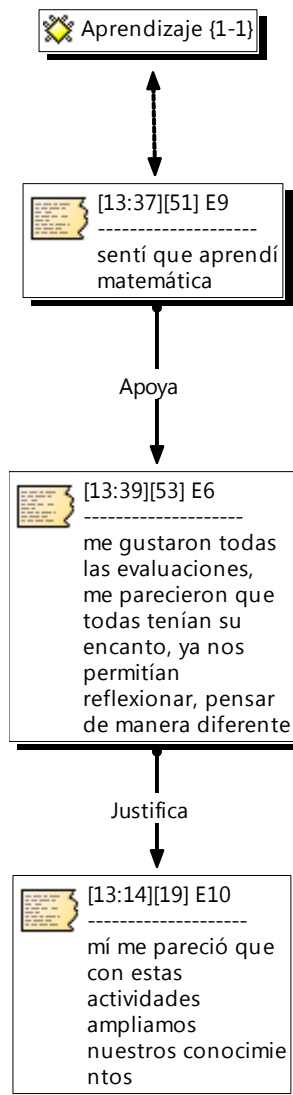 Aprendizaje {1-1}
[13:37][51] E9
--------------------
sentí que aprendí
matemática
Apoya
[13:39][53] E6
--------------------
me gustaron todas
las evaluaciones,
me parecieron que
todas tenían su
encanto, ya nos
permitían
reflexionar, pensar
de manera diferente
Justifica
[13:14][19] E10
--------------------
mí me pareció que
con estas
actividades
ampliamos
nuestros conocimie
ntos